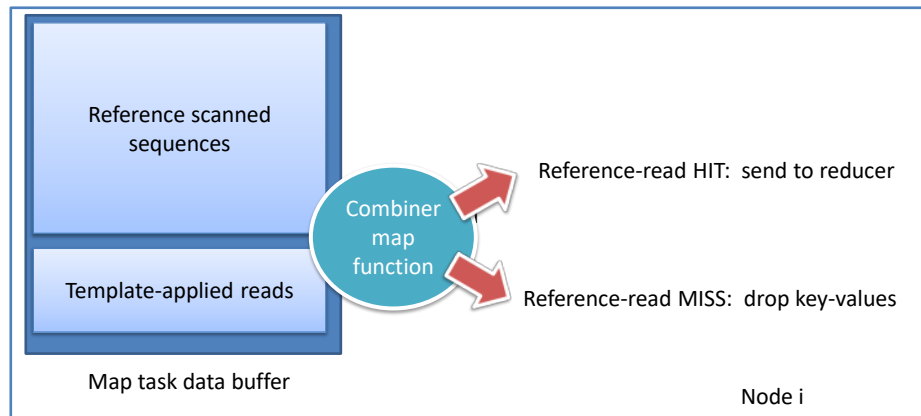 Reference scanned
sequences
Template-applied reads
Map task data buffer
Combiner
map
function
Reference-read HIT:  send to reducer
Reference-read MISS:  drop key-values
Node i